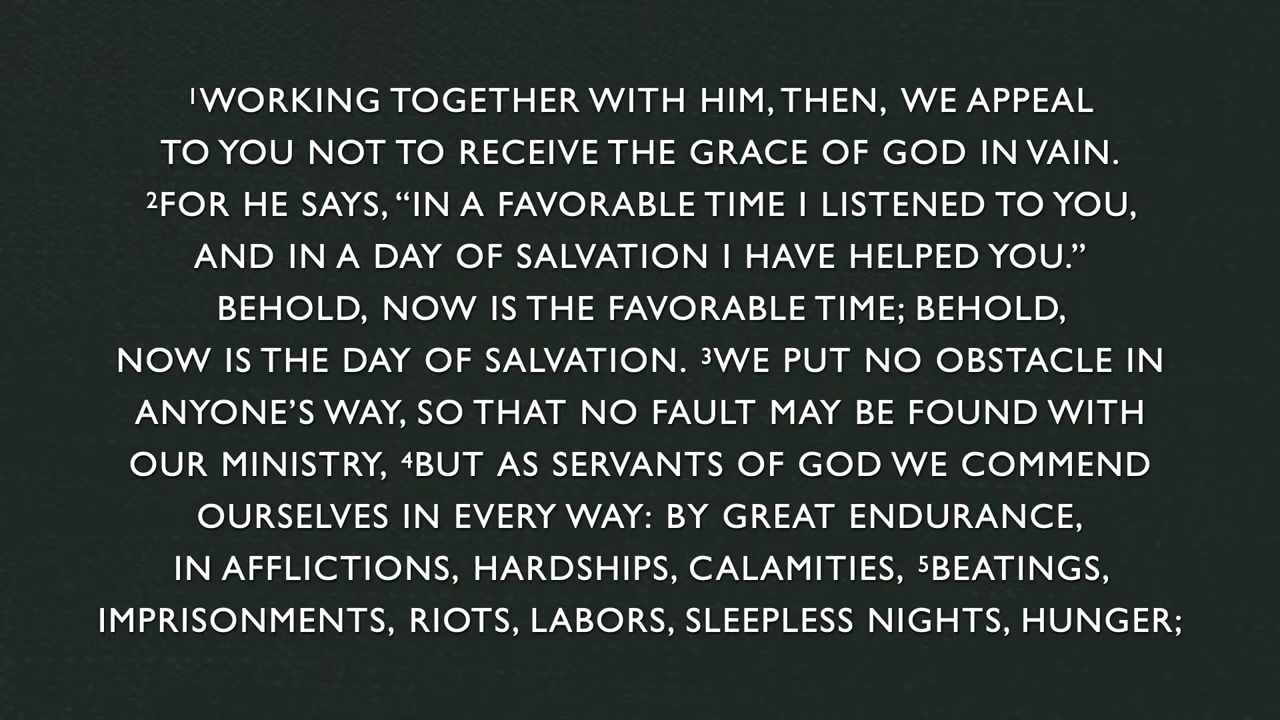 ¹WORKING TOGETHER WITH HIM, THEN, WE APPEAL
TO YOU NOT TO RECEIVE THE GRACE OF GOD IN VAIN.
²FOR HE SAYS, “IN A FAVORABLE TIME I LISTENED TO YOU,
AND IN A DAY OF SALVATION I HAVE HELPED YOU.”
BEHOLD, NOW IS THE FAVORABLE TIME; BEHOLD,
NOW IS THE DAY OF SALVATION. ³WE PUT NO OBSTACLE IN
ANYONE’S WAY, SO THAT NO FAULT MAY BE FOUND WITH
OUR MINISTRY, ⁴BUT AS SERVANTS OF GOD WE COMMEND
OURSELVES IN EVERY WAY: BY GREAT ENDURANCE,
IN AFFLICTIONS, HARDSHIPS, CALAMITIES, ⁵BEATINGS,
IMPRISONMENTS, RIOTS, LABORS, SLEEPLESS NIGHTS, HUNGER;